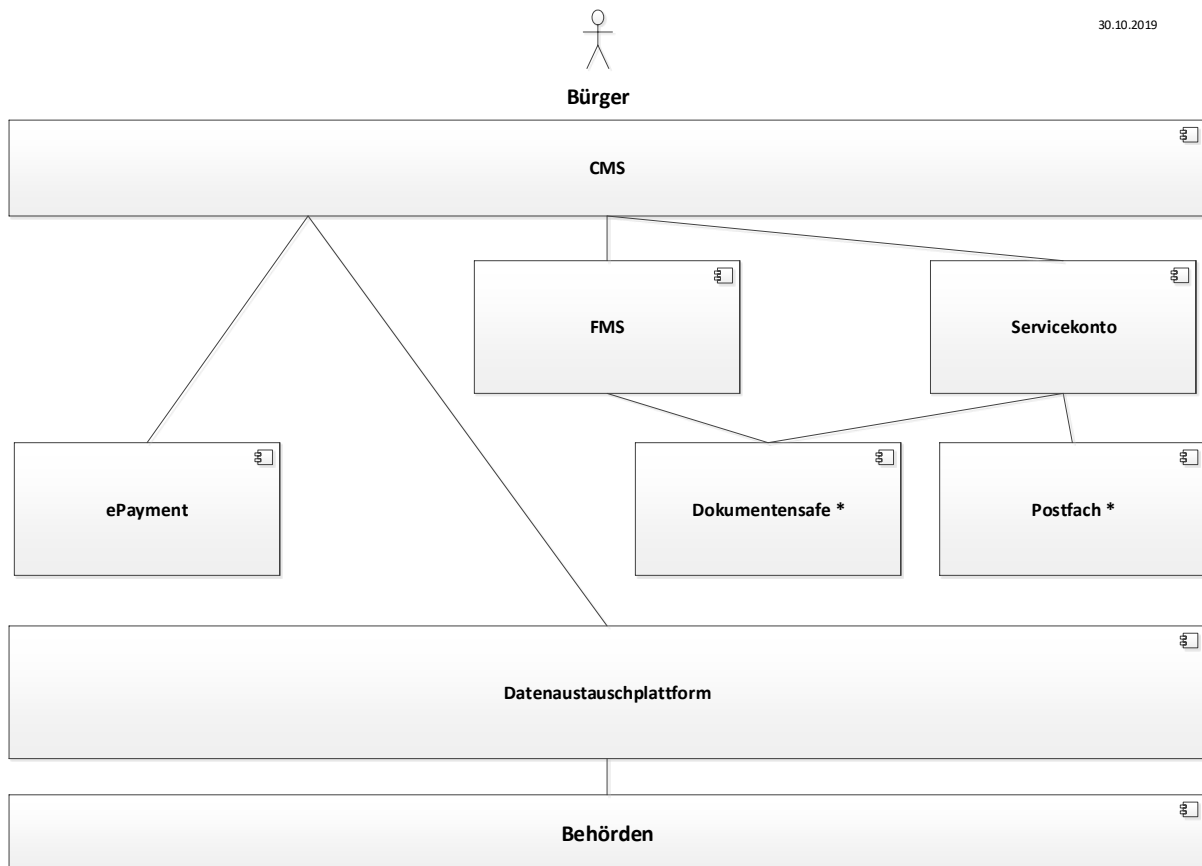 30.10.2019
Bürger
CMS
FMS
Servicekonto
ePayment
Dokumentensafe *
Postfach *
Datenaustauschplattform
Behörden